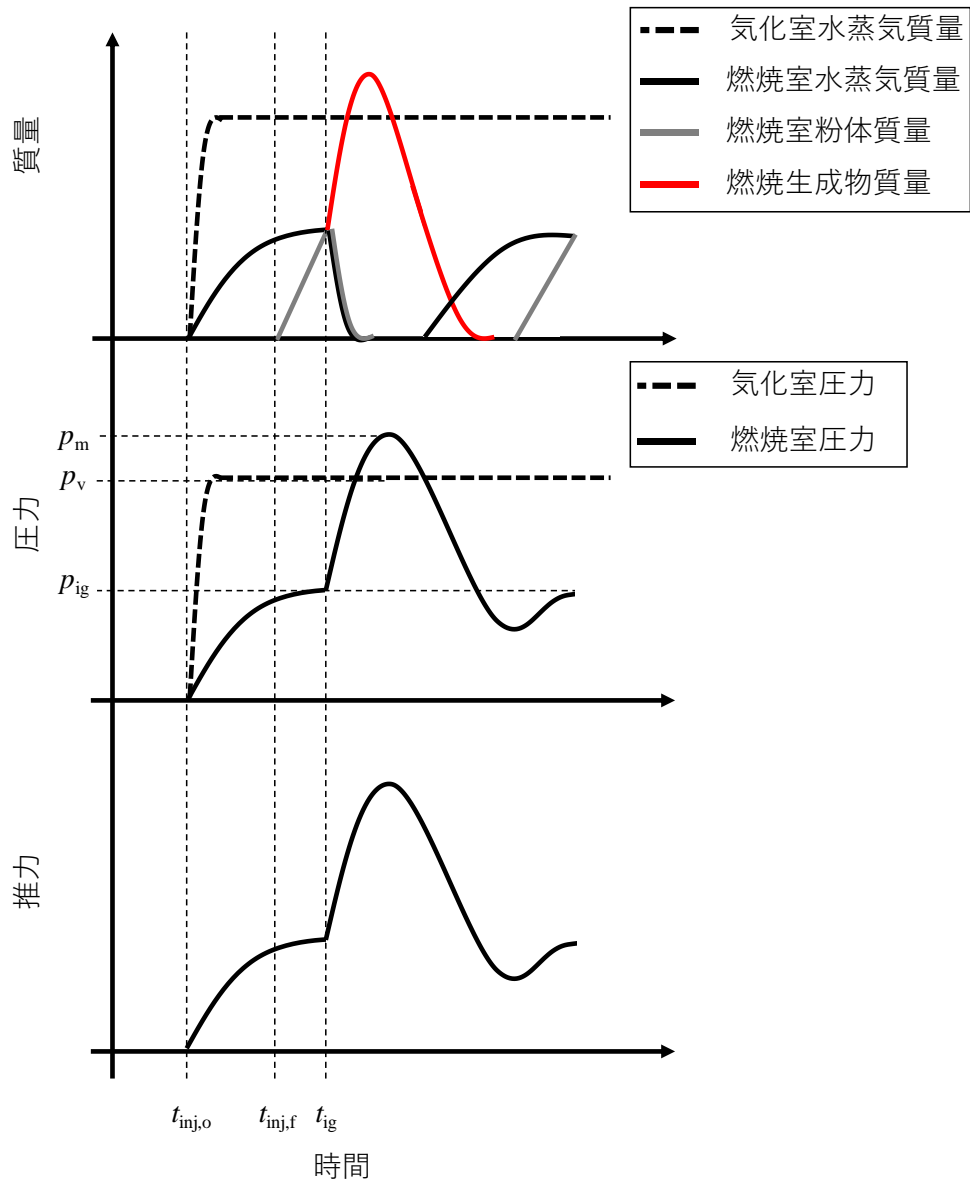 気化室水蒸気質量
燃焼室水蒸気質量
燃焼室粉体質量
燃焼生成物質量
質量
気化室圧力
燃焼室圧力
pm
pv
pig
圧力
推力
tinj,o
tinj,f
tig
時間